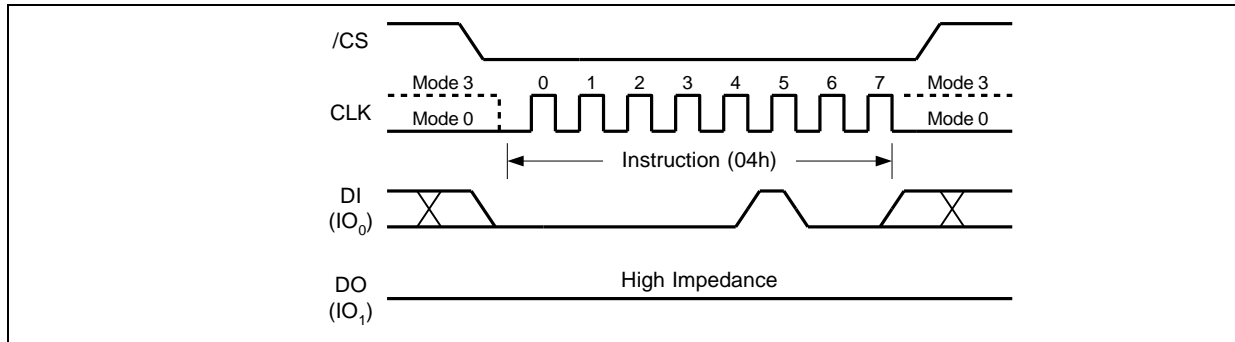 /CS
Mode 3 0 1 2 3 4 5 6 7 Mode 3
CLK
Mode 0 Mode 0
Instruction (04h)
DI
(IO₀)
High Impedance
DO
(IO₁)